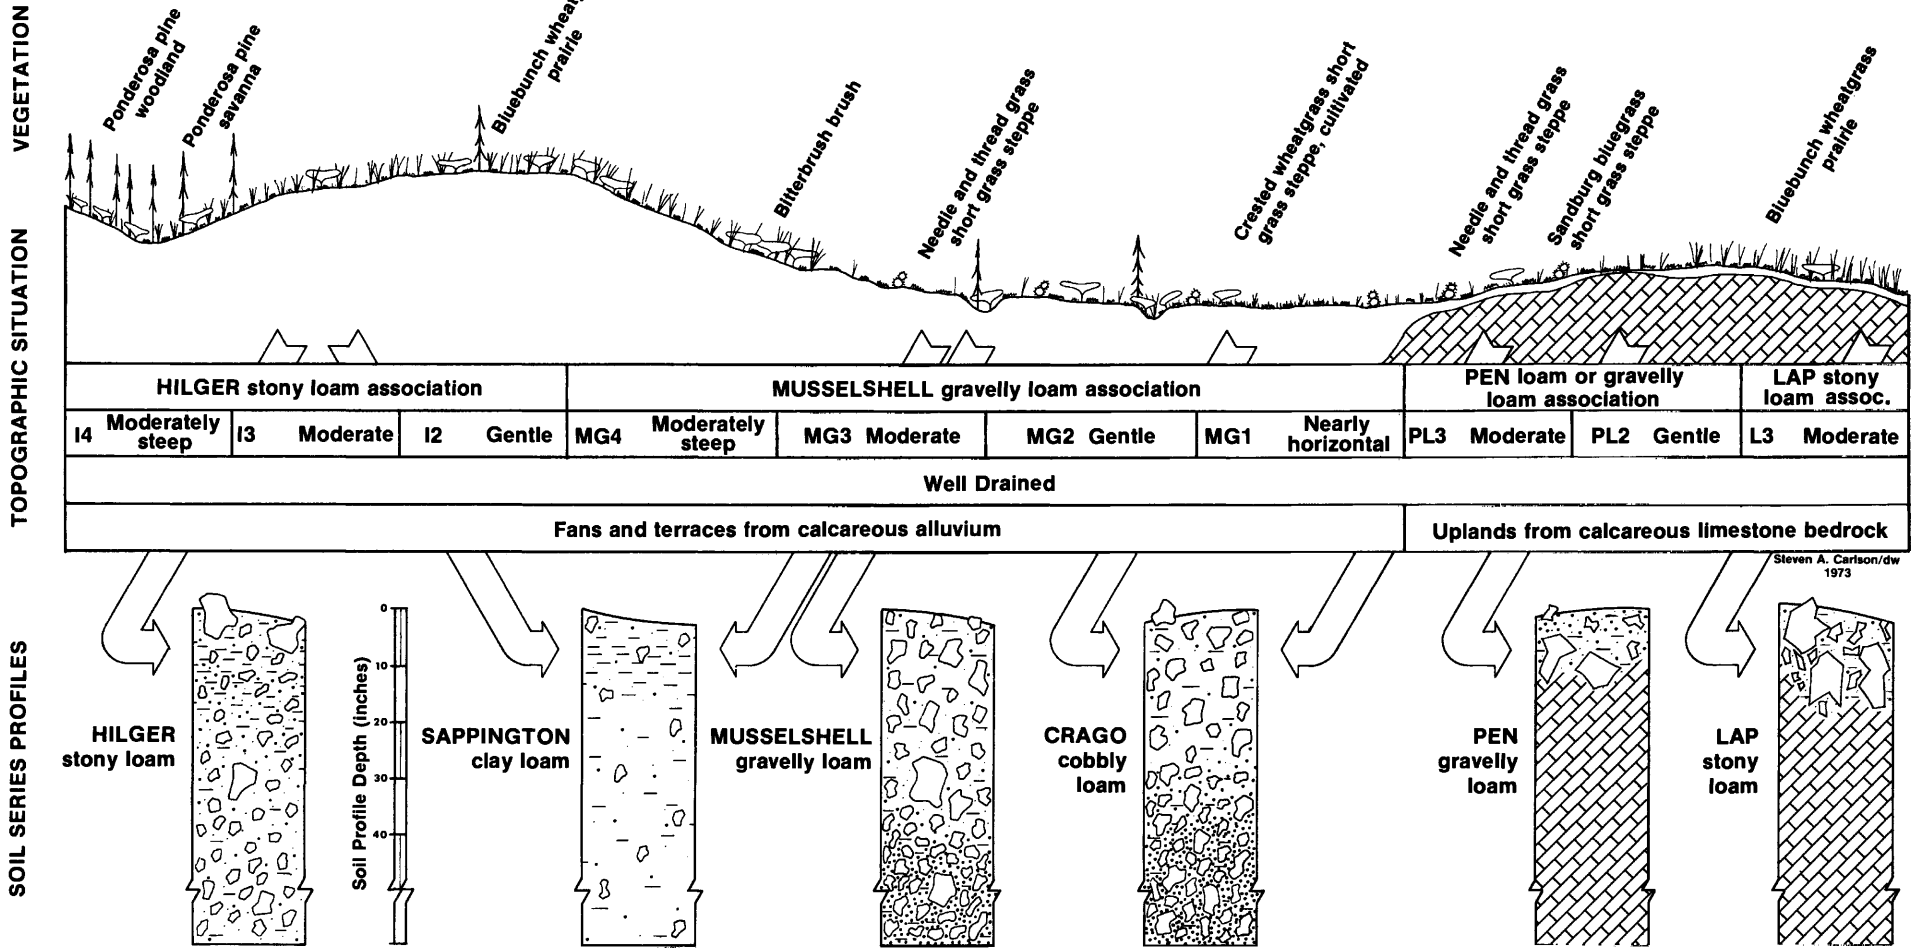 VEGETATION
Ponderosa pine
woodland
Ponderosa pine
savanna
Bluebunch
prairie
Bitterbrush brush
Needle and thread grass
short grass steppe
Crested wheatgrass short
grass steppe, cultivated
Needle and thread grass
short grass steppe
Sandburg bluegrass
short grass steppe
Bluebunch wheatgrass
prairie
TOPOGRAPHIC SITUATION
HILGER stony loam association
MUSSELSHELL gravelly loam association
PEN loam or gravelly
loam association
LAP stony
loam assoc.
I4 Moderately
steep
I3 Moderate
I2 Gentle
MG4 Moderately
steep
MG3 Moderate
MG2 Gentle
MG1 Nearly
horizontal
PL3 Moderate
PL2 Gentle
L3 Moderate
Well Drained
Fans and terraces from calcareous alluvium
Uplands from calcareous limestone bedrock
Steven A. Carlson/dw
1973
SOIL SERIES PROFILES
HILGER
stony loam
Soil Profile Depth (inches)
0
10
20
30
40
SAPPINGTON
clay loam
MUSSELSHELL
gravelly loam
CRAGO
cobbly
loam
PEN
gravelly
loam
LAP
stony
loam